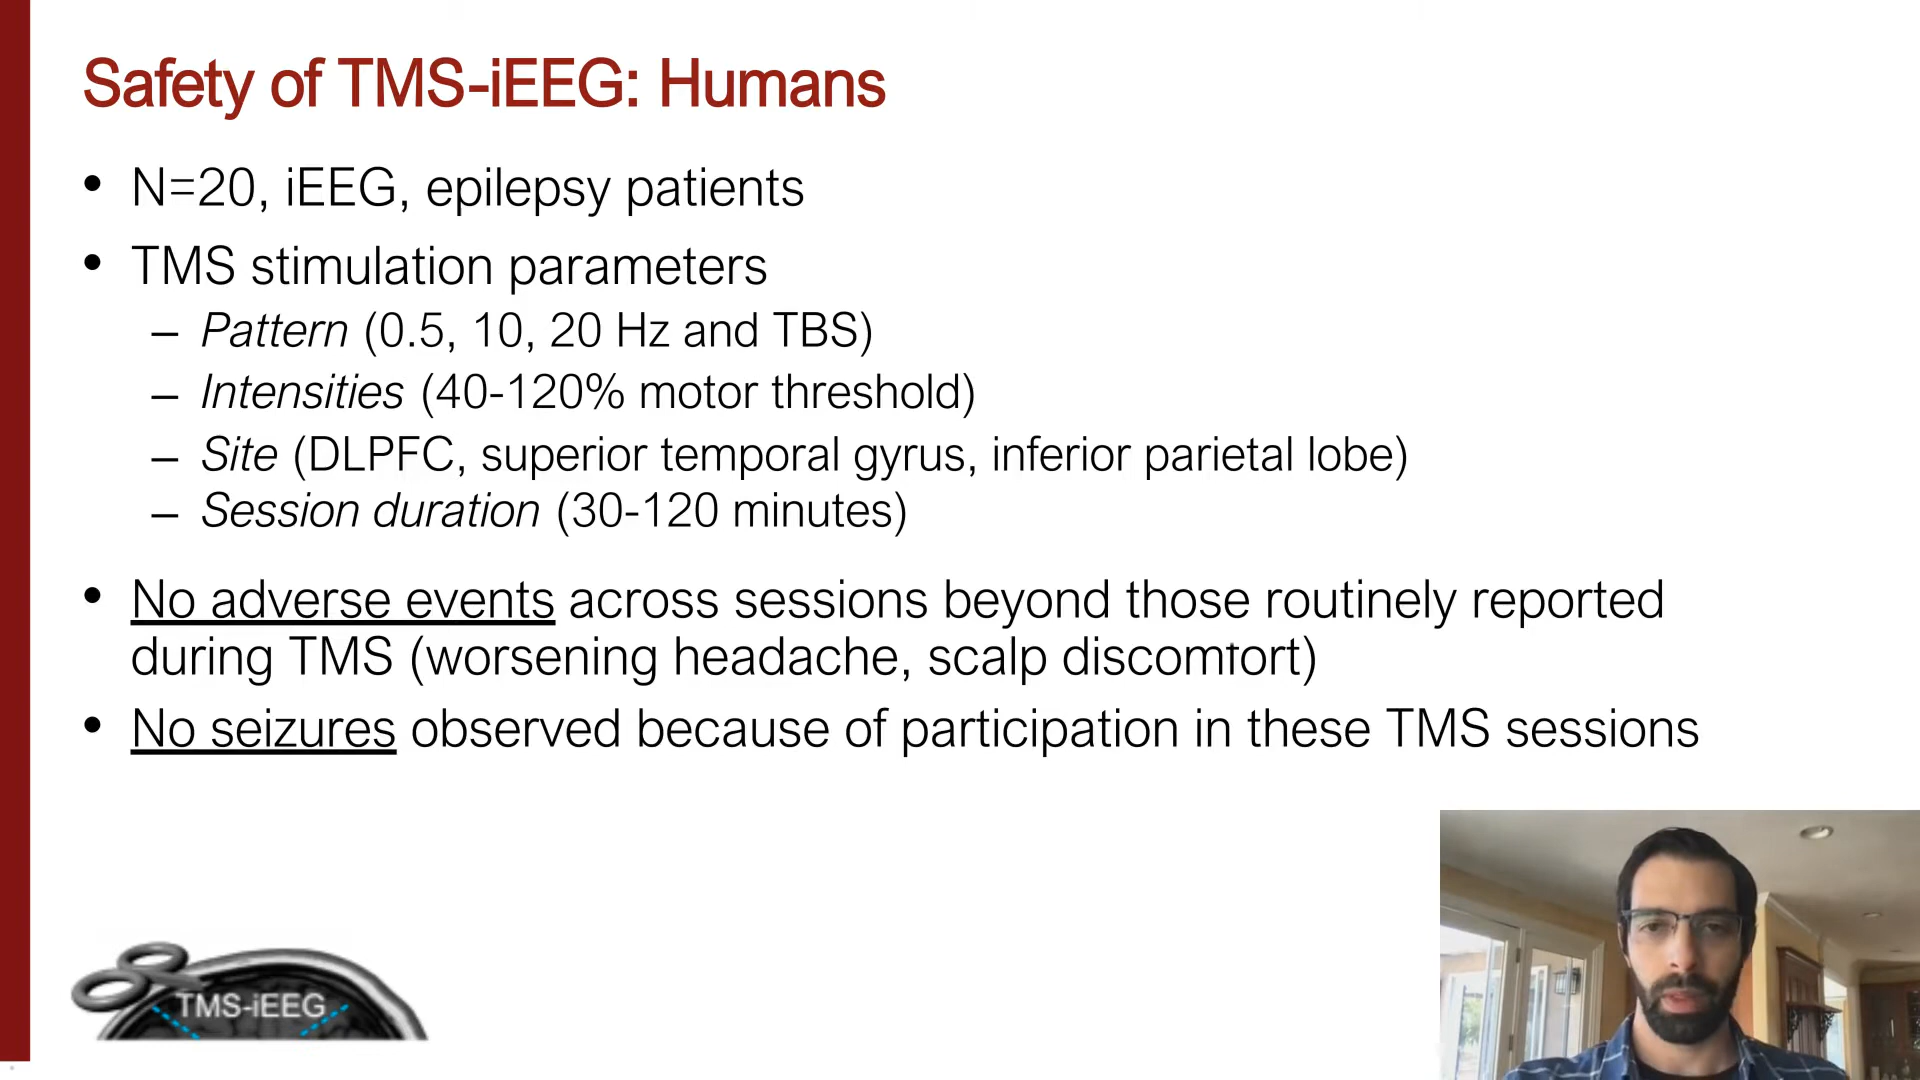 Safety of TMS-iEEG: Humans
• N=20, iEEG, epilepsy patients
• TMS stimulation parameters
– Pattern (0.5, 10, 20 Hz and TBS)
– Intensities (40-120% motor threshold)
– Site (DLPFC, superior temporal gyrus, inferior parietal lobe)
– Session duration (30-120 minutes)
• No adverse events across sessions beyond those routinely reported
during TMS (worsening headache, scalp discomfort)
• No seizures observed because of participation in these TMS sessions
TMS-iEEG